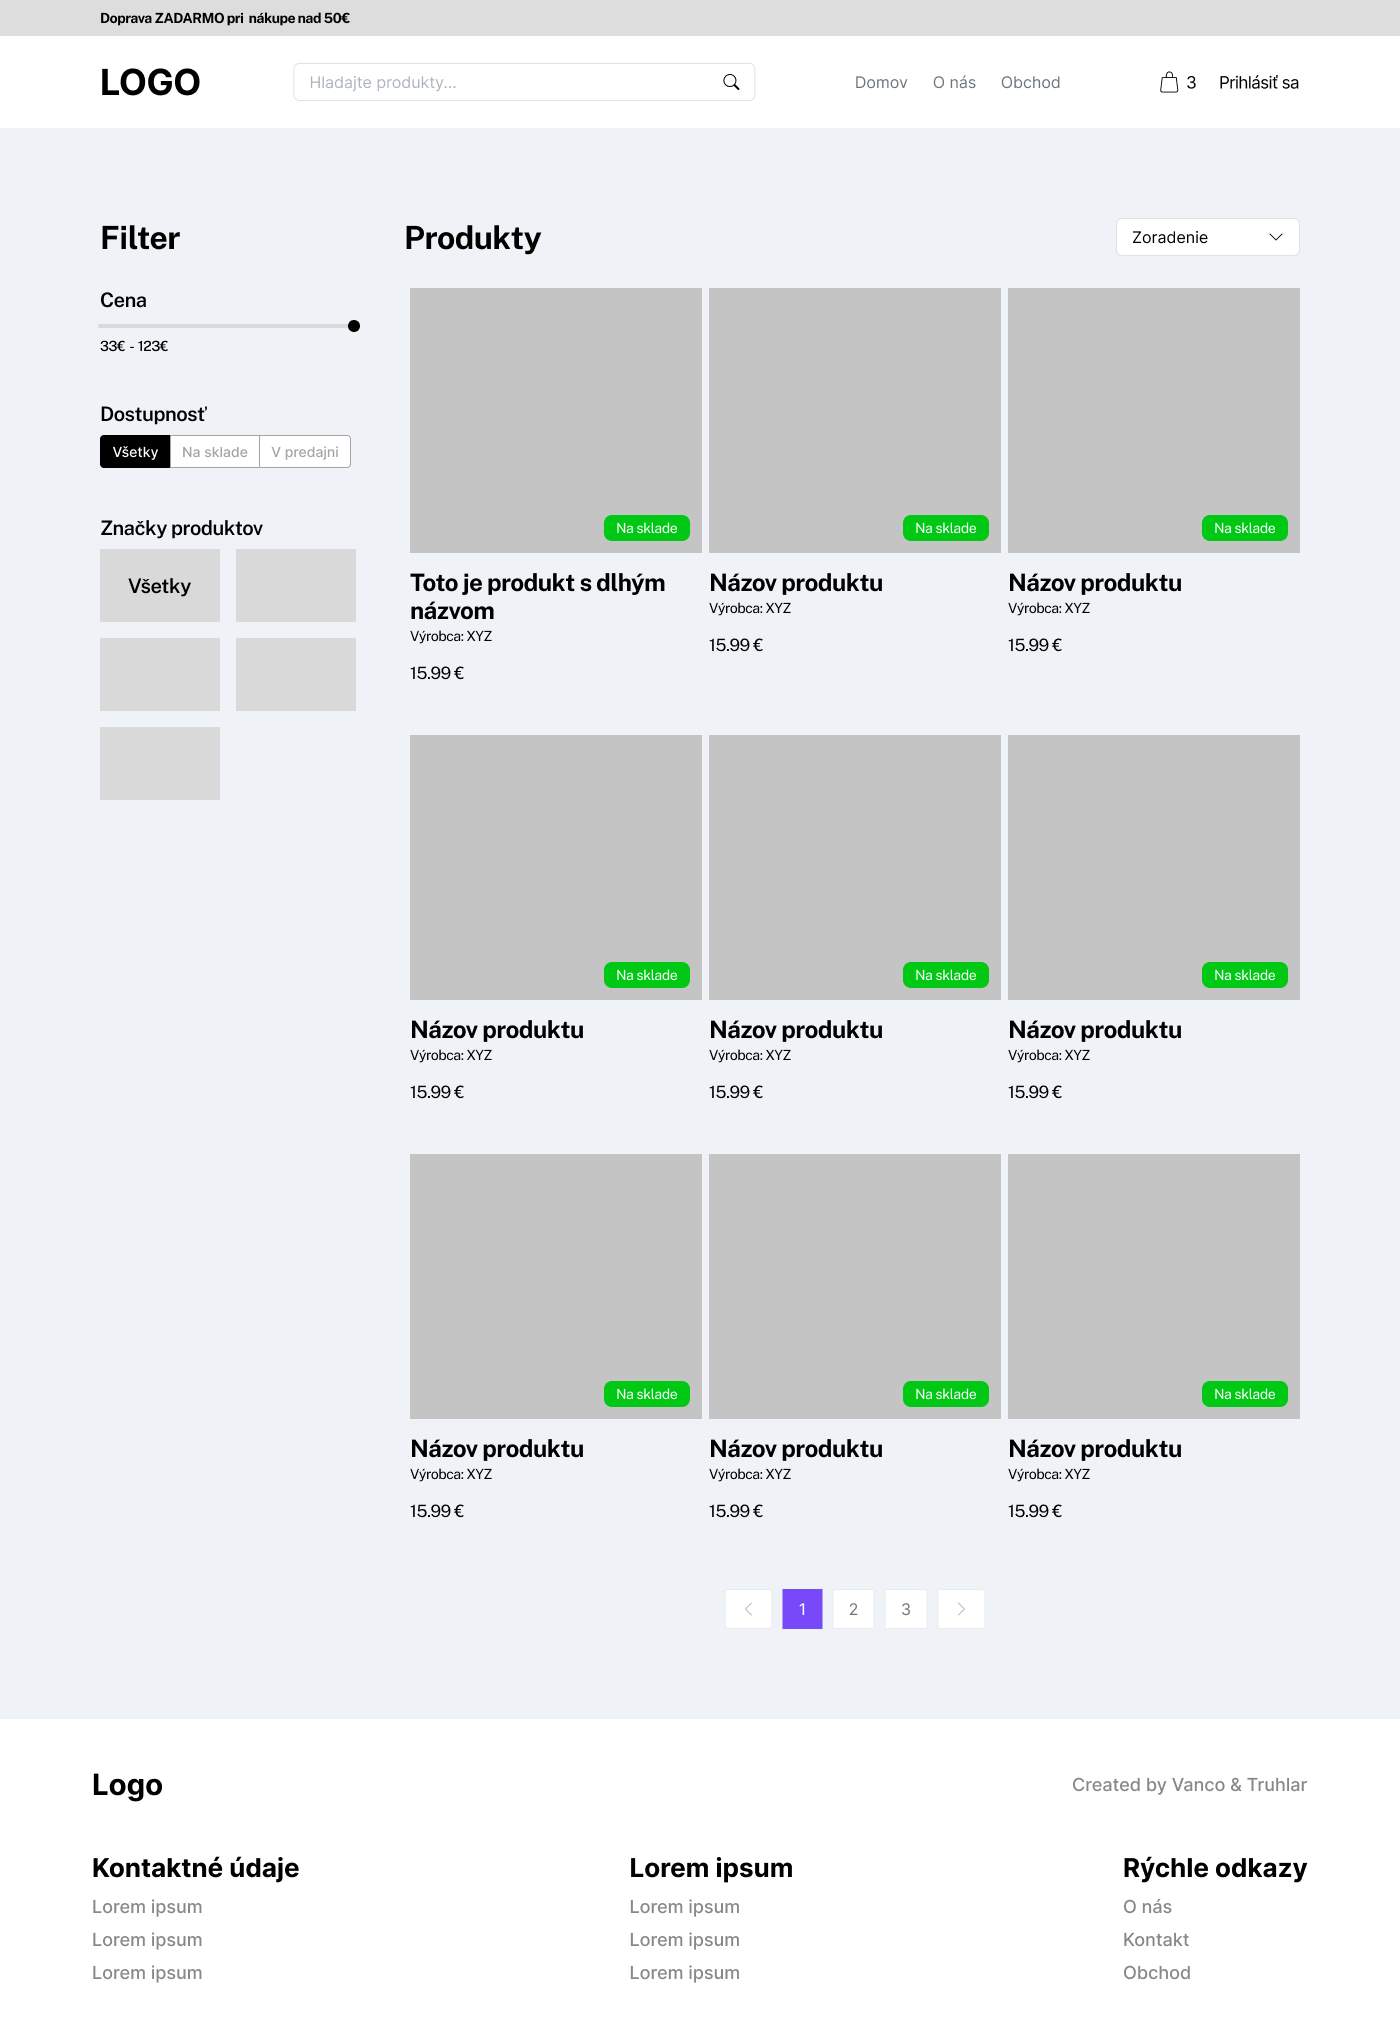 Doprava ZADARMO pri  nákupe nad 50€
LOGO
Hladajte produkty...
Domov
O nás
Obchod
3
Prihlásiť sa
Filter
Cena
33€ - 123€
Dostupnosť
Všetky
Na sklade
V predajni
Značky produktov
Všetky
Produkty
Zoradenie
Na sklade
Toto je produkt s dlhým
názvom
Výrobca: XYZ
15.99 €
Na sklade
Názov produktu
Výrobca: XYZ
15.99 €
Na sklade
Názov produktu
Výrobca: XYZ
15.99 €
Na sklade
Názov produktu
Výrobca: XYZ
15.99 €
Na sklade
Názov produktu
Výrobca: XYZ
15.99 €
Na sklade
Názov produktu
Výrobca: XYZ
15.99 €
Na sklade
Názov produktu
Výrobca: XYZ
15.99 €
Na sklade
Názov produktu
Výrobca: XYZ
15.99 €
Na sklade
Názov produktu
Výrobca: XYZ
15.99 €
1
2
3
Logo
Created by Vanco & Truhlar
Kontaktné údaje
Lorem ipsum
Lorem ipsum
Lorem ipsum
Lorem ipsum
Lorem ipsum
Lorem ipsum
Lorem ipsum
Rýchle odkazy
O nás
Kontakt
Obchod